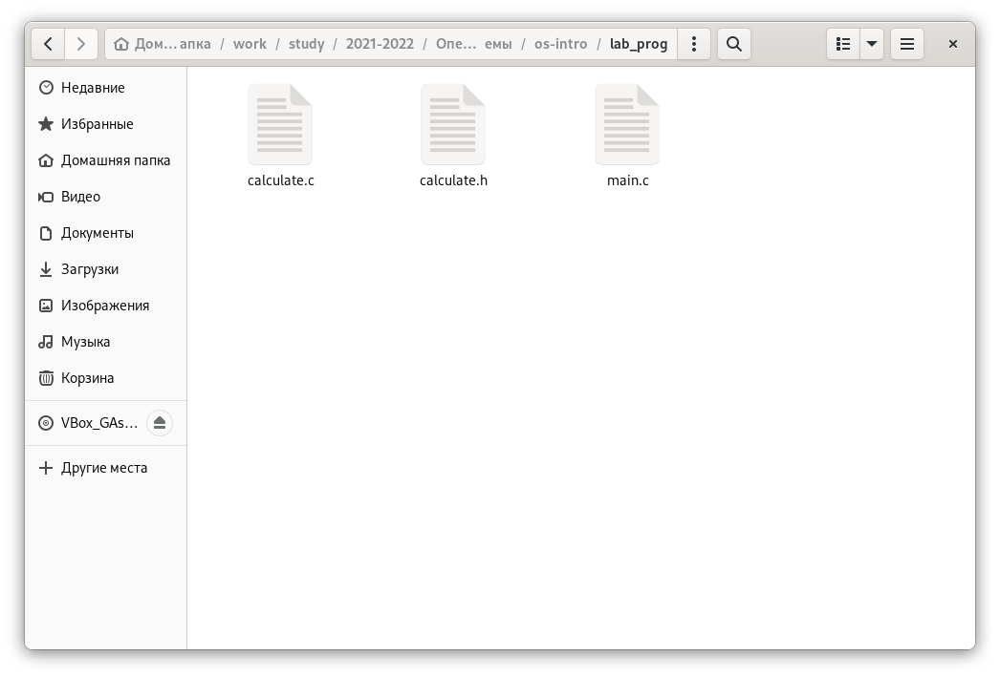 Дом… апка / work / study / 2021-2022 / Опе… емы / os-intro / lab_prog
Недавние
Избранные
Домашняя папка
Видео
Документы
Загрузки
Изображения
Музыка
Корзина
VBox_GAs…
Другие места
calculate.c
calculate.h
main.c